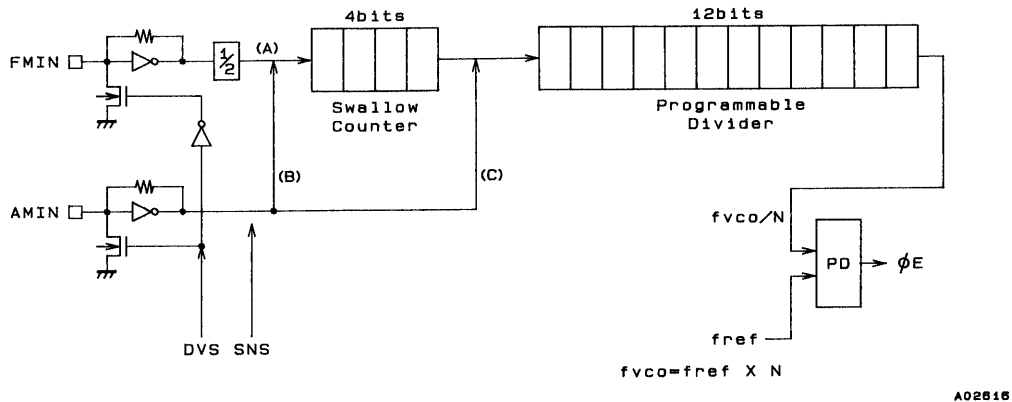 4bits
12bits
FMIN
1/2
(A)
Swallow
Counter
Programmable
Divider
(B)
(C)
AMIN
fvco/N
PD
φE
DVS SNS
fref
fvco=fref X N
A02616